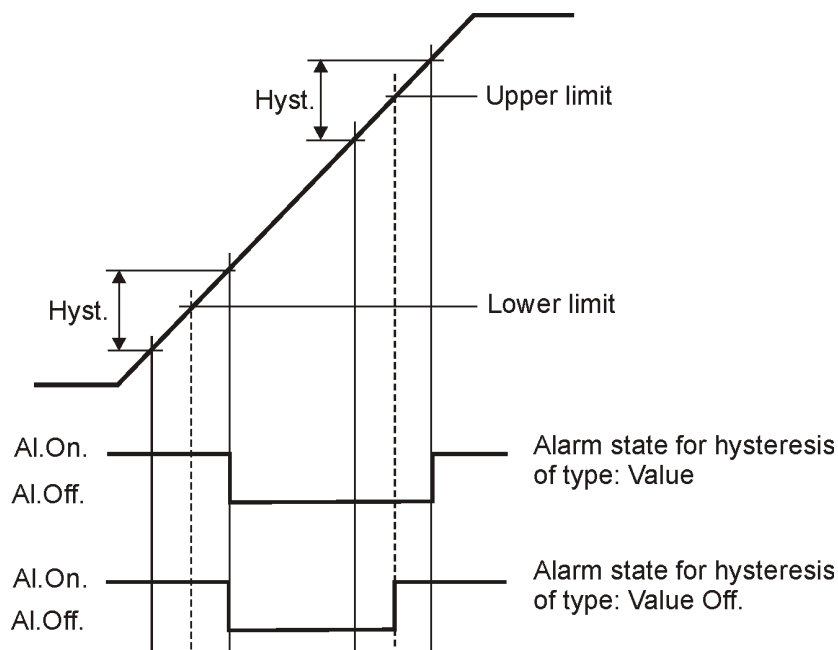 Hyst.
Upper limit
Hyst.
Lower limit
Al.On.
Alarm state for hysteresis
of type: Value
Al.Off.
Al.On.
Alarm state for hysteresis
of type: Value Off.
Al.Off.